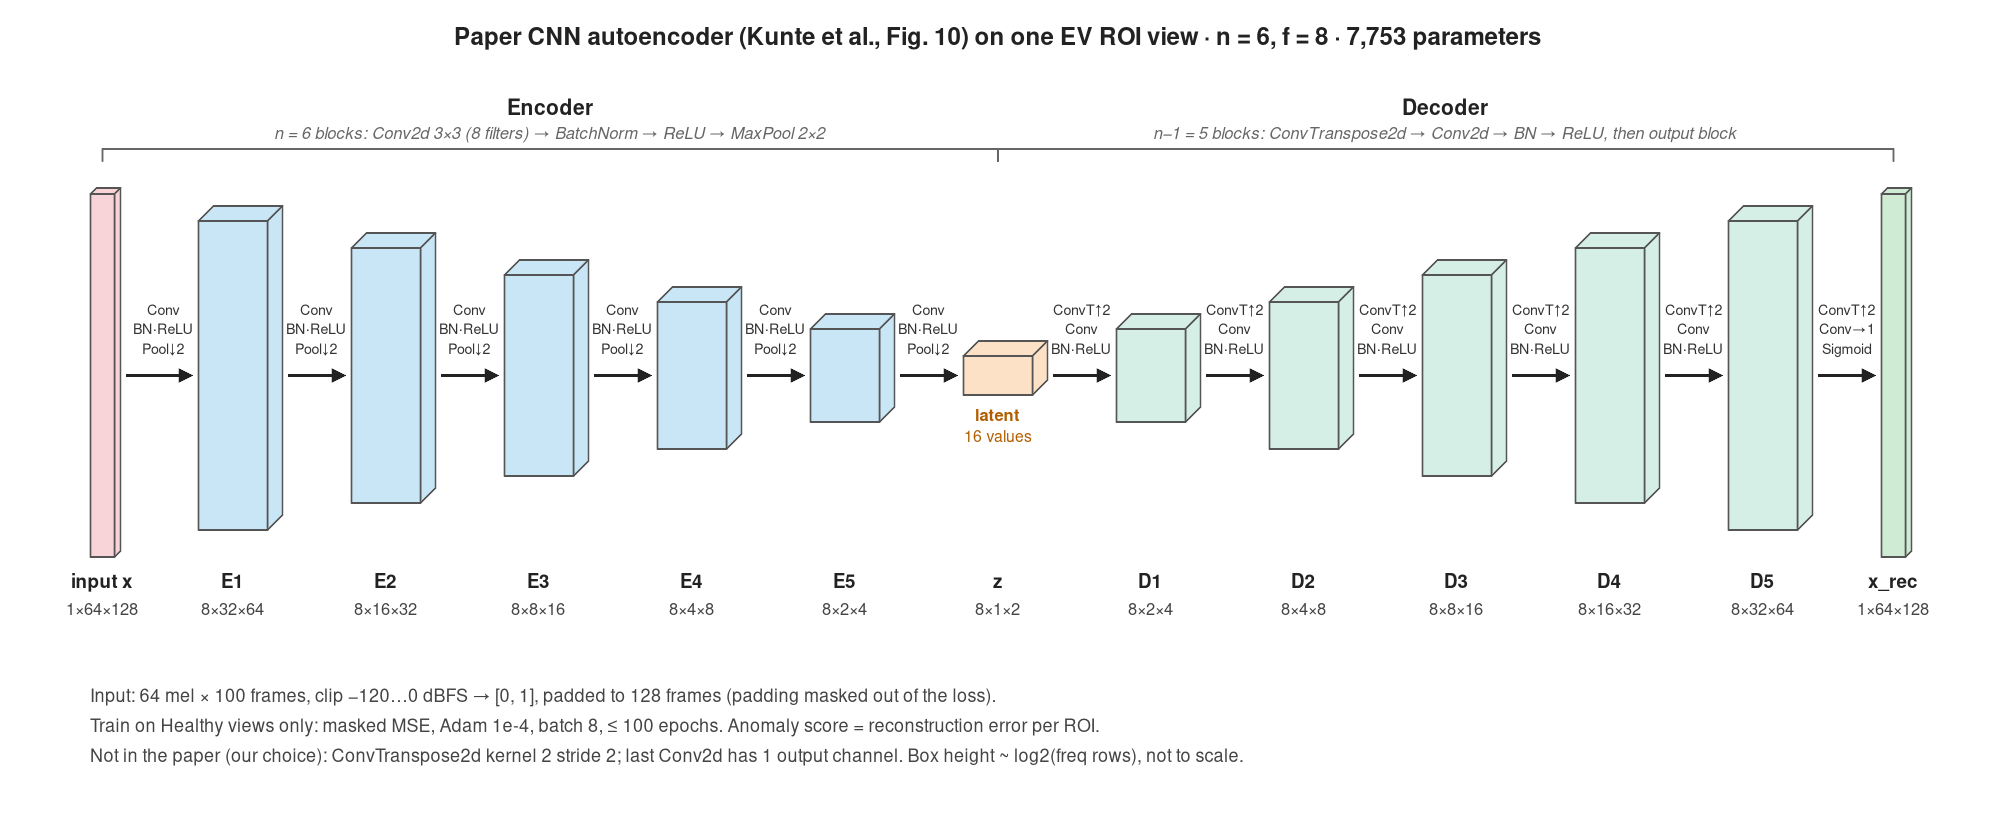 Paper CNN autoencoder (Kunte et al., Fig. 10) on one EV ROI view · n = 6, f = 8 · 7,753 parameters
Encoder
n = 6 blocks: Conv2d 3×3 (8 filters) → BatchNorm → ReLU → MaxPool 2×2
Decoder
n–1 = 5 blocks: ConvTranspose2d → Conv2d → BN → ReLU, then output block
Conv
BN·ReLU
Pool↓2
Conv
BN·ReLU
Pool↓2
Conv
BN·ReLU
Pool↓2
Conv
BN·ReLU
Pool↓2
Conv
BN·ReLU
Pool↓2
Conv
BN·ReLU
Pool↓2
ConvT↑2
Conv
BN·ReLU
ConvT↑2
Conv
BN·ReLU
ConvT↑2
Conv
BN·ReLU
ConvT↑2
Conv
BN·ReLU
ConvT↑2
Conv
BN·ReLU
ConvT↑2
Conv→1
Sigmoid
latent
16 values
input x
1×64×128
E1
8×32×64
E2
8×16×32
E3
8×8×16
E4
8×4×8
E5
8×2×4
z
8×1×2
D1
8×2×4
D2
8×4×8
D3
8×8×16
D4
8×16×32
D5
8×32×64
x_rec
1×64×128
Input: 64 mel × 100 frames, clip −120…0 dBFS → [0, 1], padded to 128 frames (padding masked out of the loss).
Train on Healthy views only: masked MSE, Adam 1e-4, batch 8, ≤ 100 epochs. Anomaly score = reconstruction error per ROI.
Not in the paper (our choice): ConvTranspose2d kernel 2 stride 2; last Conv2d has 1 output channel. Box height ~ log2(freq rows), not to scale.